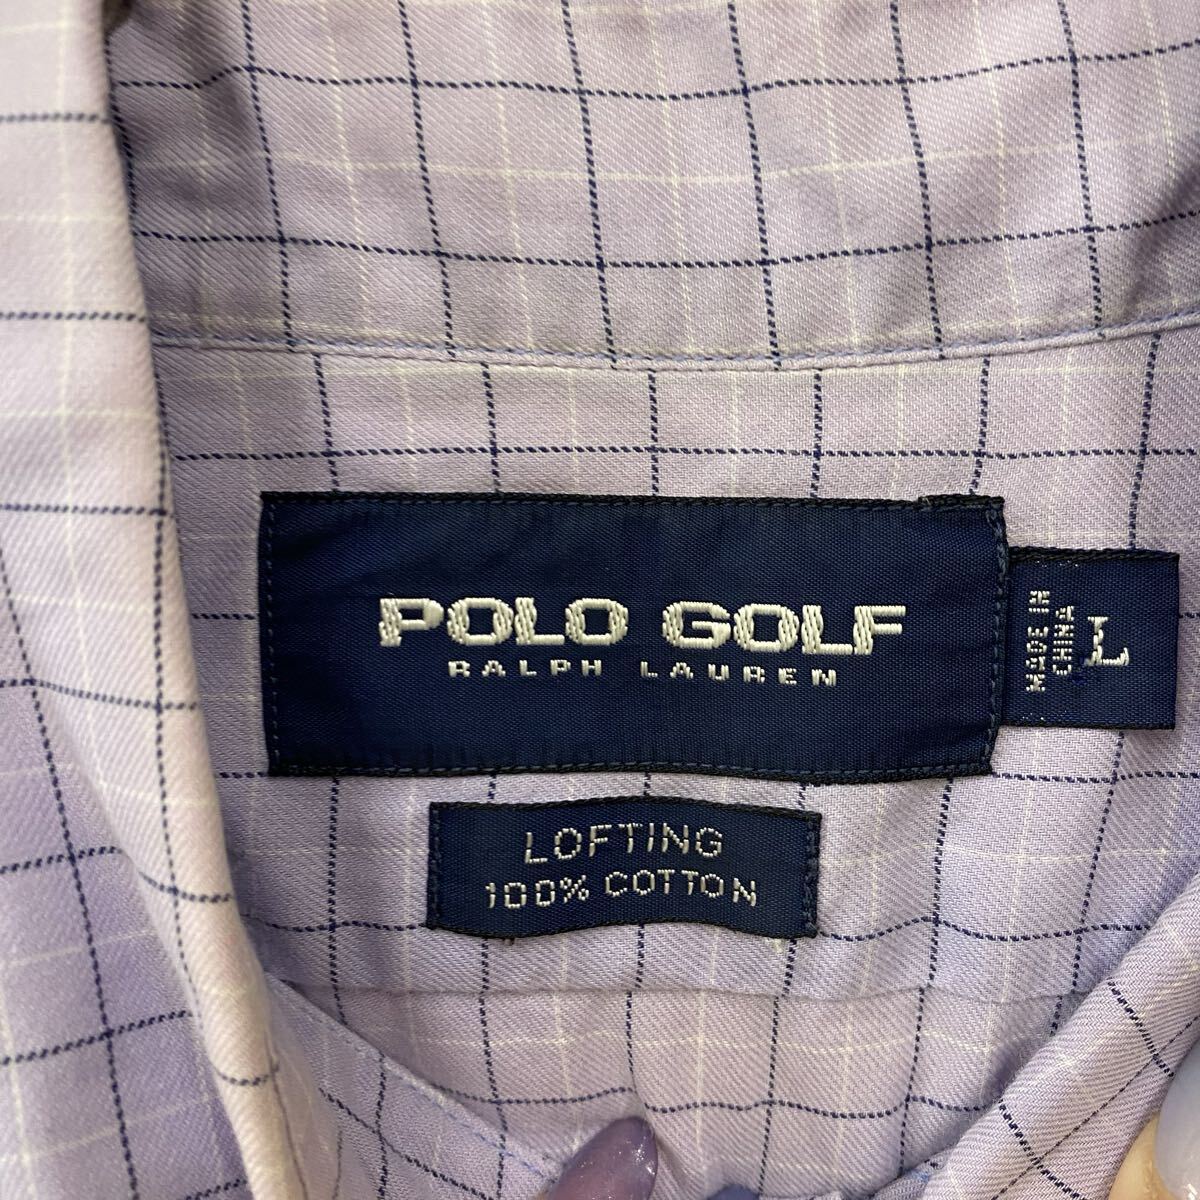 POLO GOLF
RALPH LAUREN
MADE IN
CHINA
L
LOFTING
100% COTTON